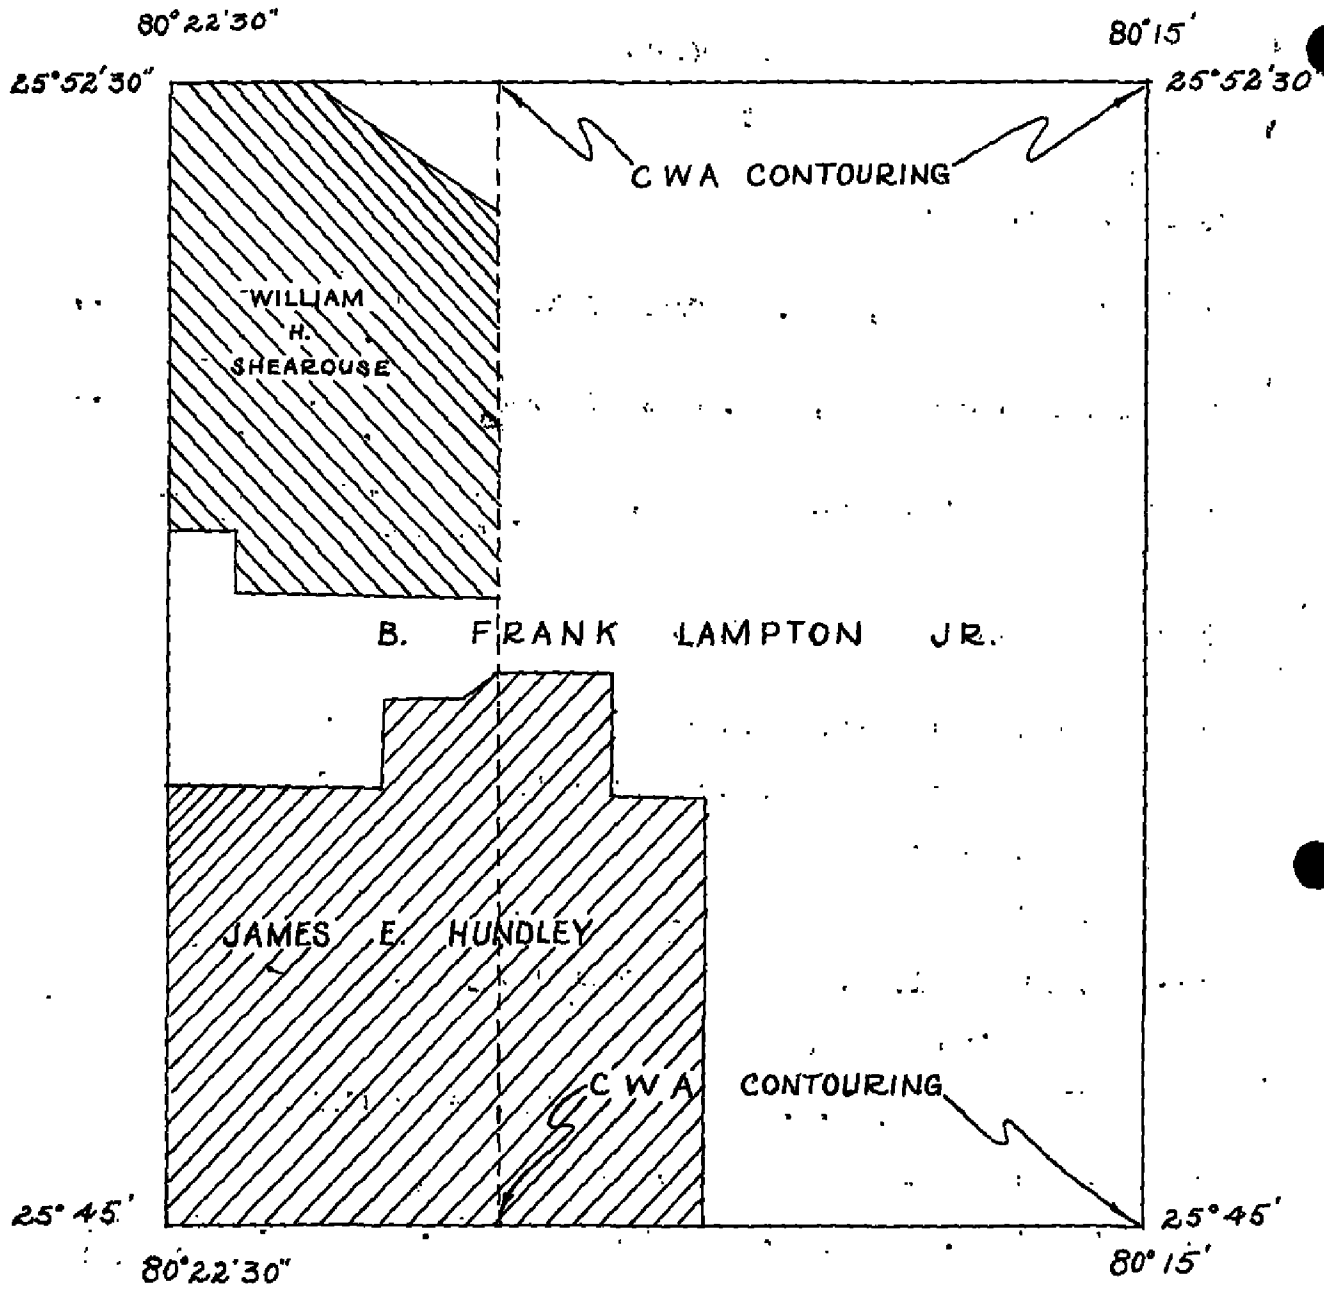 80°22'30"
80°15'
25°52'30"
25°52'30"
CWA CONTOURING
WILLIAM
H.
SHEAROUSE
B. FRANK LAMPTON JR.
JAMES E. HUNDLEY
CWA CONTOURING
25°45'
25°45'
80°22'30"
80°15'